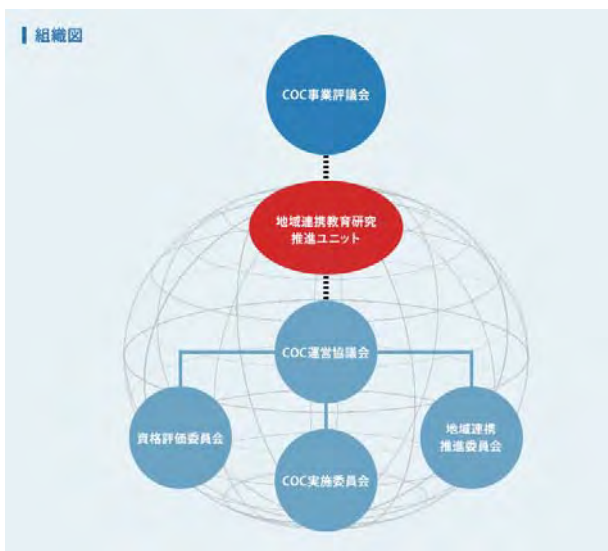 組織図
COC事業評議会
地域連携教育研究
推進ユニット
COC運営協議会
資格評価委員会
地域連携
推進委員会
COC実施委員会